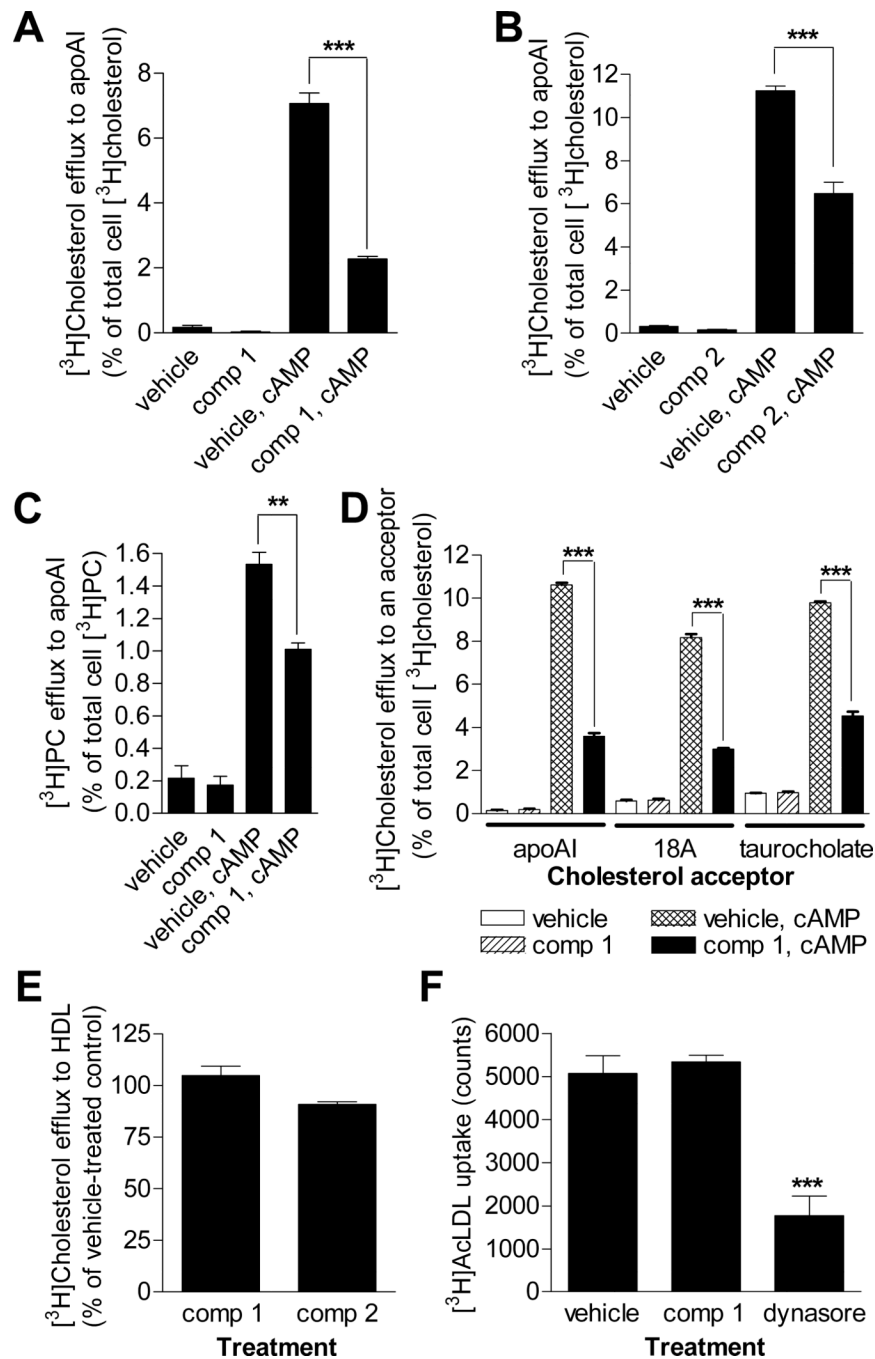 A
[³H]Cholesterol efflux to apoAI
(% of total cell [³H]cholesterol)
8
6
4
2
0
***
vehicle
comp 1
vehicle, cAMP
comp 1, cAMP
B
[³H]Cholesterol efflux to apoAI
(% of total cell [³H]cholesterol)
12
10
8
6
4
2
0
***
vehicle
comp 2
vehicle, cAMP
comp 2, cAMP
C
[³H]PC efflux to apoAI
(% of total cell [³H]PC)
1.6
1.4
1.2
1.0
0.8
0.6
0.4
0.2
0.0
**
vehicle
comp 1
vehicle, cAMP
comp 1, cAMP
D
[³H]Cholesterol efflux to an acceptor
(% of total cell [³H]cholesterol)
12
10
8
6
4
2
0
***
***
***
apoAI 18A taurocholate
Cholesterol acceptor
vehicle vehicle, cAMP
comp 1 comp 1, cAMP
E
[³H]Cholesterol efflux to HDL
(% of vehicle-treated control)
125
100
75
50
25
0
comp 1 comp 2
Treatment
F
[³H]AcLDL uptake (counts)
6000
5000
4000
3000
2000
1000
0
***
vehicle comp 1 dynasore
Treatment